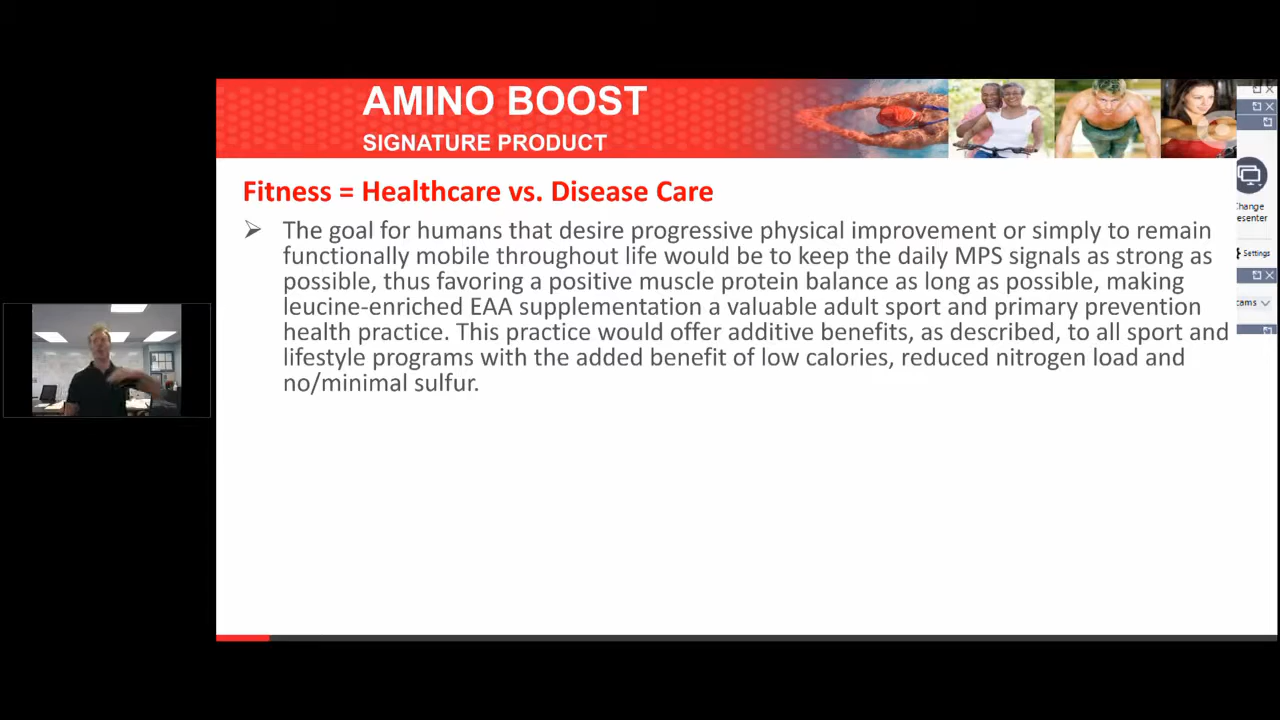 AMINO BOOST
SIGNATURE PRODUCT
Fitness = Healthcare vs. Disease Care
The goal for humans that desire progressive physical improvement or simply to remain
functionally mobile throughout life would be to keep the daily MPS signals as strong as
possible, thus favoring a positive muscle protein balance as long as possible, making
leucine-enriched EAA supplementation a valuable adult sport and primary prevention
health practice. This practice would offer additive benefits, as described, to all sport and
lifestyle programs with the added benefit of low calories, reduced nitrogen load and
no/minimal sulfur.
Change
Settings